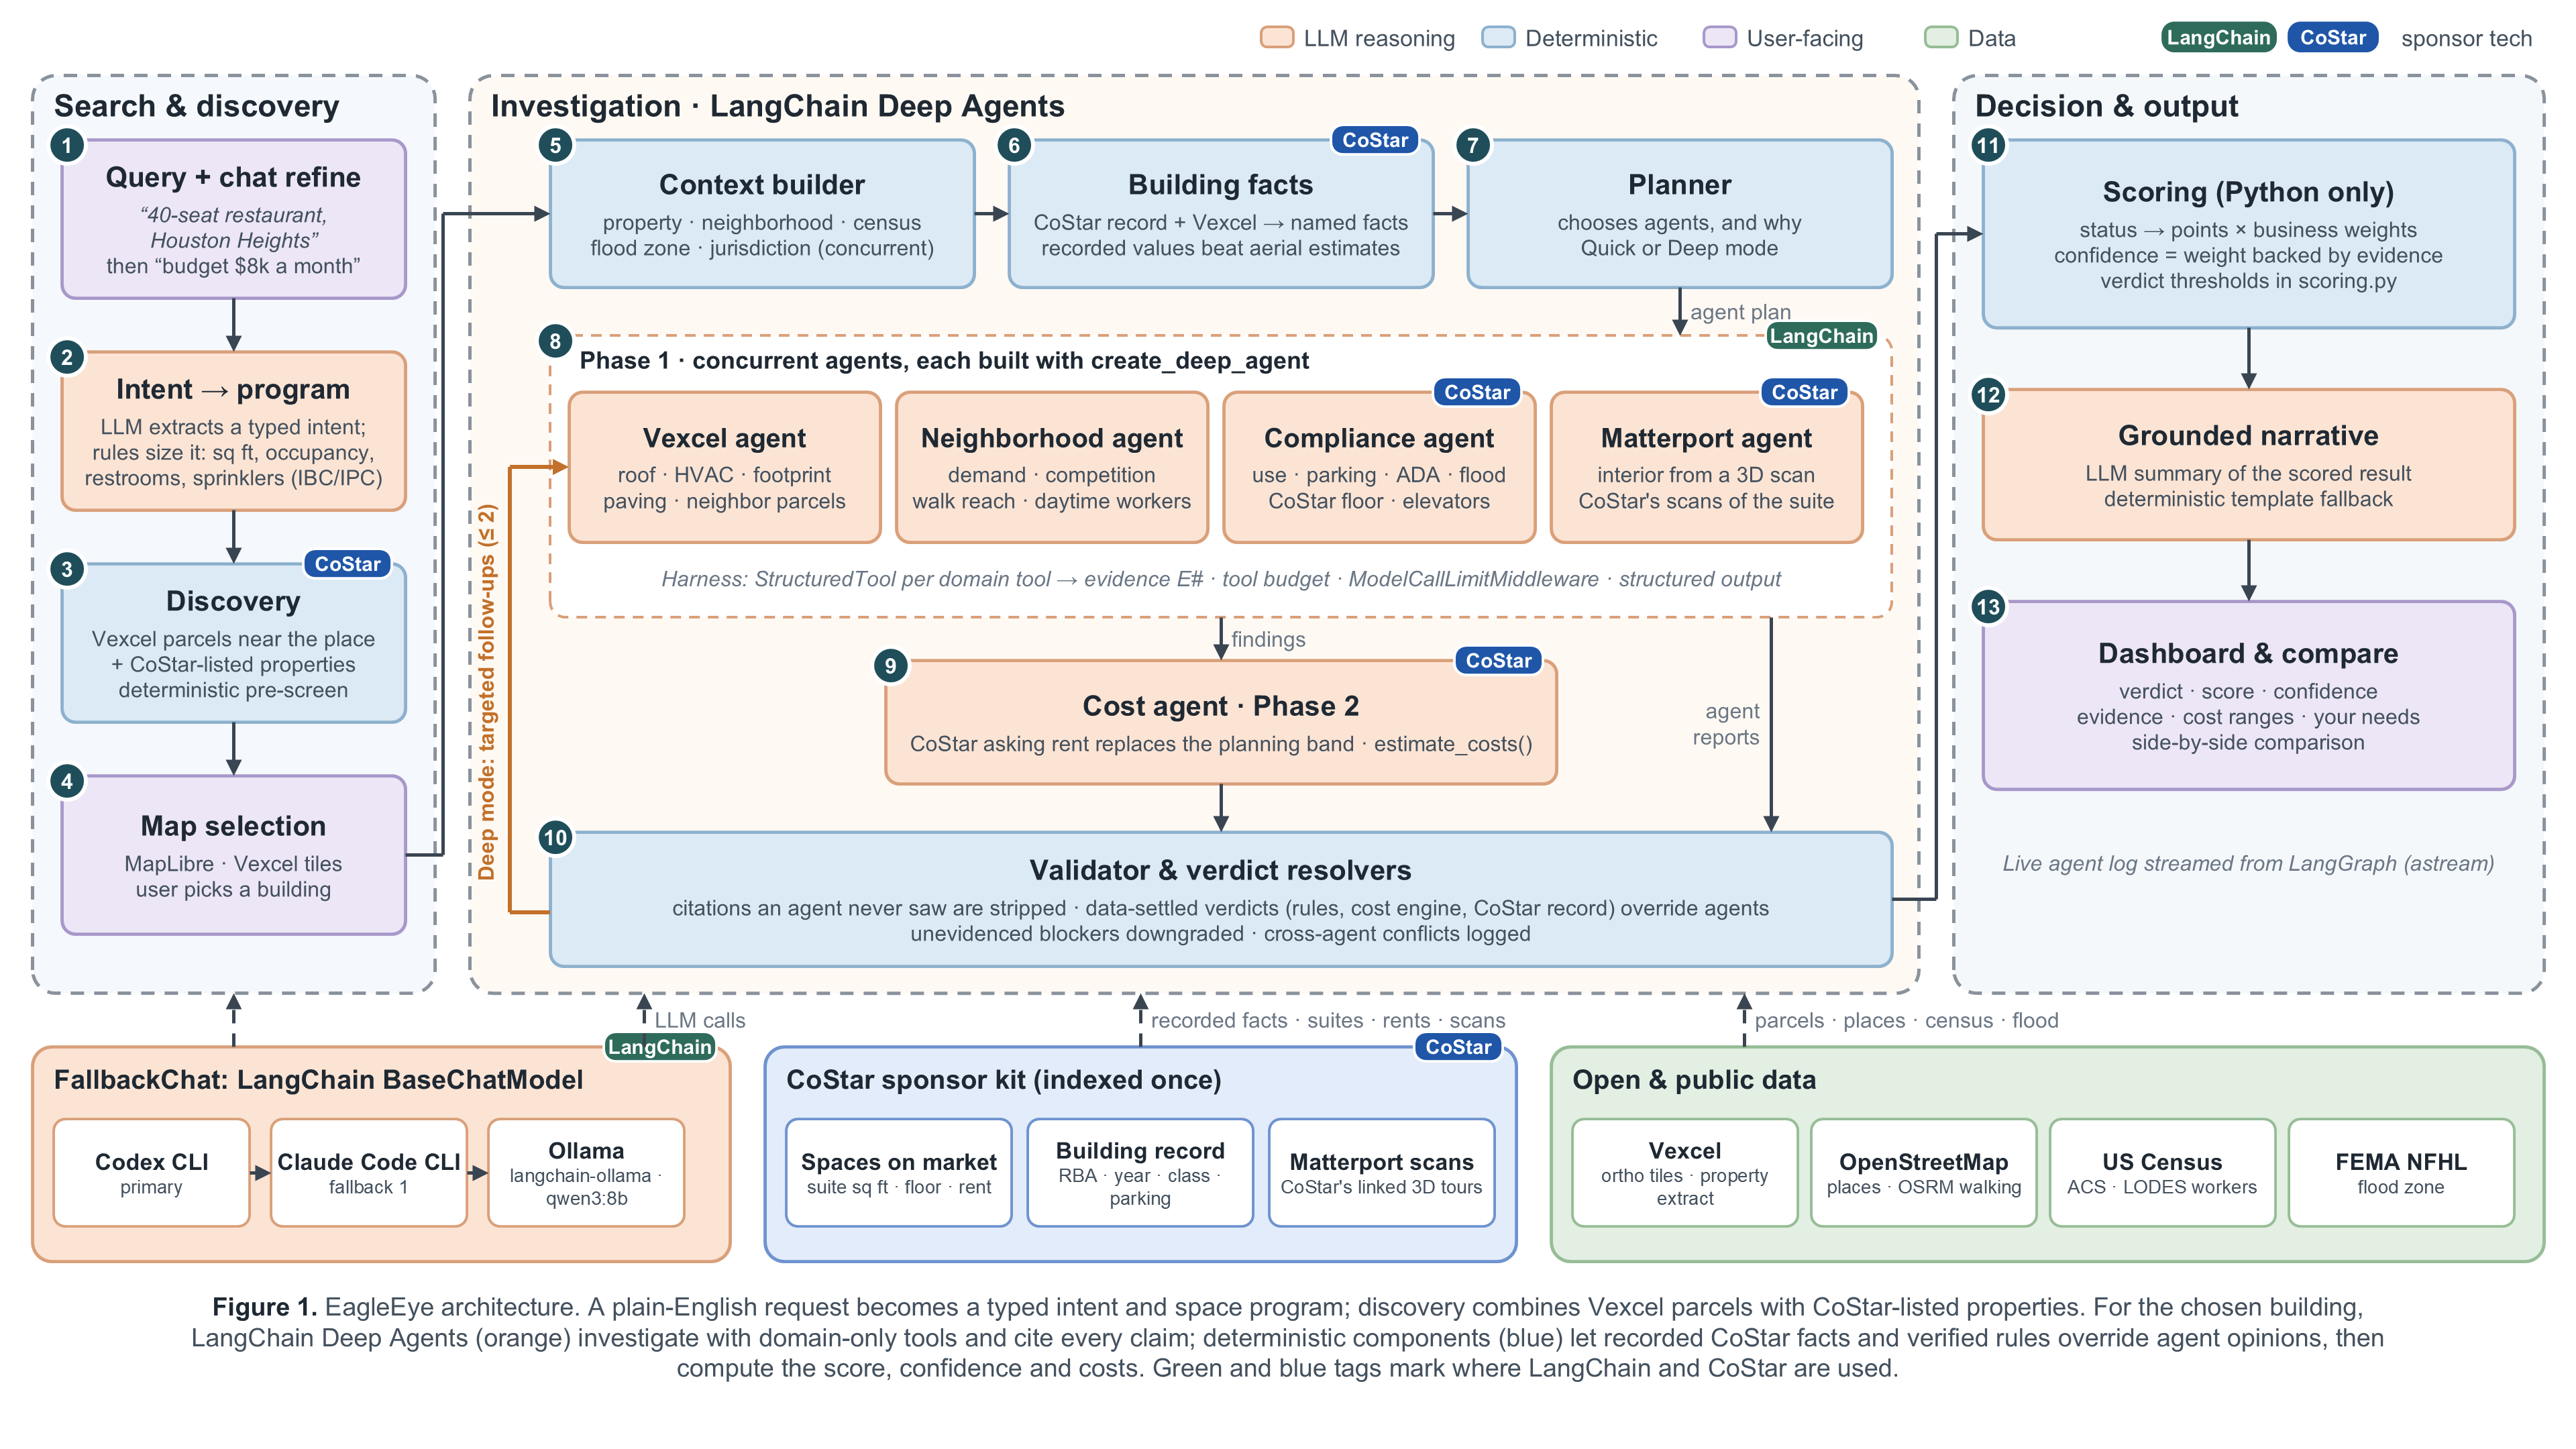 LLM reasoning
Deterministic
User-facing
Data
LangChain
CoStar
sponsor tech
Search & discovery
1
Query + chat refine
“40-seat restaurant,
Houston Heights”
then “budget $8k a month”
2
Intent → program
LLM extracts a typed intent;
rules size it: sq ft, occupancy,
restrooms, sprinklers (IBC/IPC)
3
CoStar
Discovery
Vexcel parcels near the place
+ CoStar-listed properties
deterministic pre-screen
4
Map selection
MapLibre · Vexcel tiles
user picks a building
Investigation · LangChain Deep Agents
5
Context builder
property · neighborhood · census
flood zone · jurisdiction (concurrent)
6
CoStar
Building facts
CoStar record + Vexcel → named facts
recorded values beat aerial estimates
7
Planner
chooses agents, and why
Quick or Deep mode
agent plan
LangChain
8
Phase 1 · concurrent agents, each built with create_deep_agent
Vexcel agent
roof · HVAC · footprint
paving · neighbor parcels
Neighborhood agent
demand · competition
walk reach · daytime workers
CoStar
Compliance agent
use · parking · ADA · flood
CoStar floor · elevators
CoStar
Matterport agent
interior from a 3D scan
CoStar's scans of the suite
Harness: StructuredTool per domain tool → evidence E# · tool budget · ModelCallLimitMiddleware · structured output
Deep mode: targeted follow-ups (≤ 2)
findings
9
CoStar
Cost agent · Phase 2
CoStar asking rent replaces the planning band · estimate_costs()
agent
reports
10
Validator & verdict resolvers
citations an agent never saw are stripped · data-settled verdicts (rules, cost engine, CoStar record) override agents
unevidenced blockers downgraded · cross-agent conflicts logged
Decision & output
11
Scoring (Python only)
status → points × business weights
confidence = weight backed by evidence
verdict thresholds in scoring.py
12
Grounded narrative
LLM summary of the scored result
deterministic template fallback
13
Dashboard & compare
verdict · score · confidence
evidence · cost ranges · your needs
side-by-side comparison
Live agent log streamed from LangGraph (astream)
LLM calls
LangChain
FallbackChat: LangChain BaseChatModel
Codex CLI
primary
Claude Code CLI
fallback 1
Ollama
langchain-ollama ·
qwen3:8b
recorded facts · suites · rents · scans
CoStar
CoStar sponsor kit (indexed once)
Spaces on market
suite sq ft · floor · rent
Building record
RBA · year · class ·
parking
Matterport scans
CoStar's linked 3D tours
parcels · places · census · flood
Open & public data
Vexcel
ortho tiles · property
extract
OpenStreetMap
places · OSRM walking
US Census
ACS · LODES workers
FEMA NFHL
flood zone
Figure 1. EagleEye architecture. A plain-English request becomes a typed intent and space program; discovery combines Vexcel parcels with CoStar-listed properties. For the chosen building,
LangChain Deep Agents (orange) investigate with domain-only tools and cite every claim; deterministic components (blue) let recorded CoStar facts and verified rules override agent opinions, then
compute the score, confidence and costs. Green and blue tags mark where LangChain and CoStar are used.